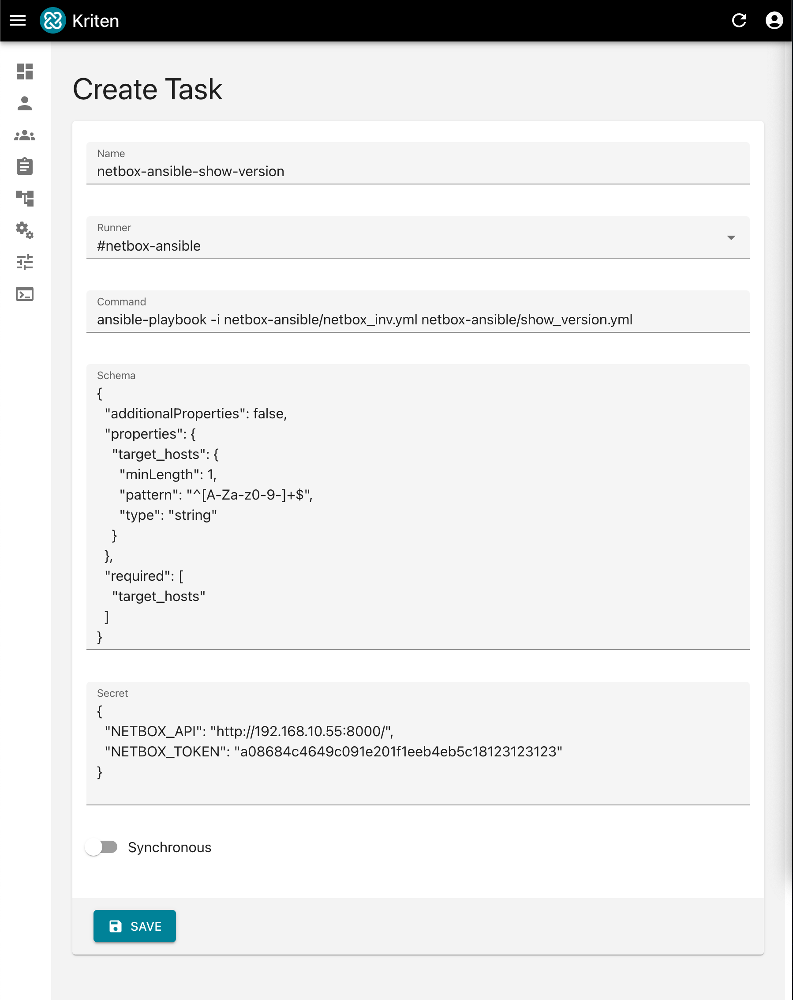 Kriten
Create Task
Name
netbox-ansible-show-version
Runner
#netbox-ansible
Command
ansible-playbook -i netbox-ansible/netbox_inv.yml netbox-ansible/show_version.yml
Schema
{
  "additionalProperties": false,
  "properties": {
    "target_hosts": {
      "minLength": 1,
      "pattern": "^[A-Za-z0-9-]+$",
      "type": "string"
    }
  },
  "required": [
    "target_hosts"
  ]
}
Secret
{
  "NETBOX_API": "http://192.168.10.55:8000/",
  "NETBOX_TOKEN": "a08684c4649c091e201f1eeb4eb5c18123123123"
}
Synchronous
SAVE